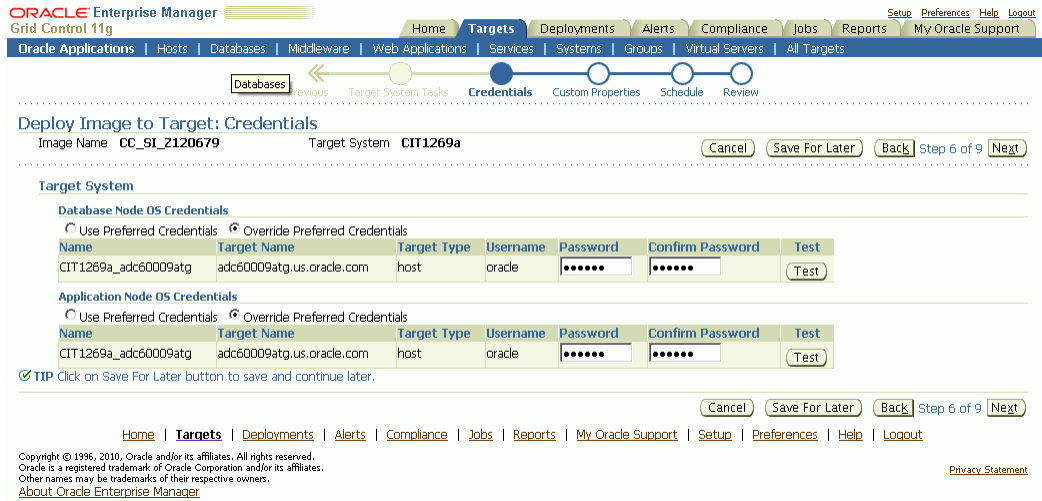 ORACLE Enterprise Manager
Grid Control 11g
Setup Preferences Help Logout
Home Targets Deployments Alerts Compliance Jobs Reports My Oracle Support
Oracle Applications | Hosts | Databases | Middleware | Web Applications | Services | Systems | Groups | Virtual Servers | All Targets
Databases
revious Target System Tasks Credentials Custom Properties Schedule Review
Deploy Image to Target: Credentials
Image Name CC_SI_Z120679 Target System CIT1269a
Cancel Save For Later Back Step 6 of 9 Next
Target System
Database Node OS Credentials
Use Preferred Credentials Override Preferred Credentials
Name Target Name Target Type Username Password Confirm Password Test
CIT1269a_adc60009atg adc60009atg.us.oracle.com host oracle •••••• •••••• Test
Application Node OS Credentials
Use Preferred Credentials Override Preferred Credentials
Name Target Name Target Type Username Password Confirm Password Test
CIT1269a_adc60009atg adc60009atg.us.oracle.com host oracle •••••• •••••• Test
TIP Click on Save For Later button to save and continue later.
Cancel Save For Later Back Step 6 of 9 Next
Home | Targets | Deployments | Alerts | Compliance | Jobs | Reports | My Oracle Support | Setup | Preferences | Help | Logout
Copyright © 1996, 2010, Oracle and/or its affiliates. All rights reserved.
Oracle is a registered trademark of Oracle Corporation and/or its affiliates.
Other names may be trademarks of their respective owners.
About Oracle Enterprise Manager
Privacy Statement